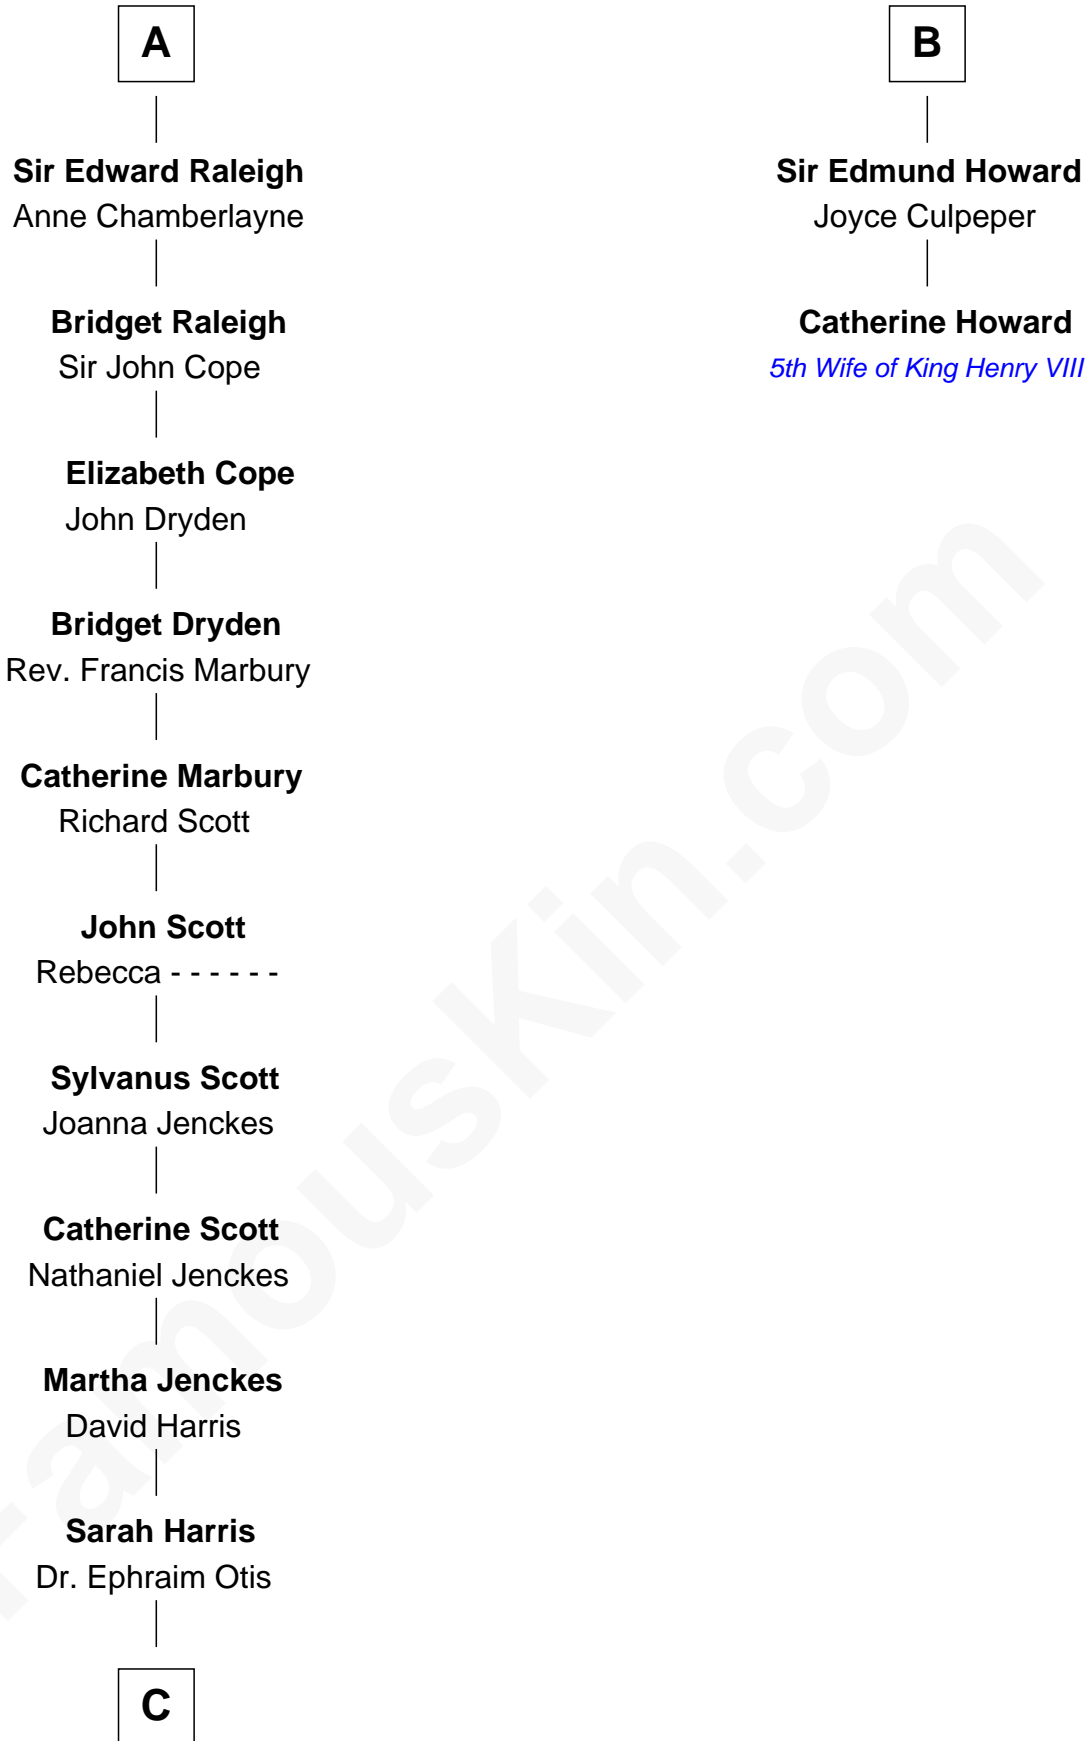 A
Sir Edward Raleigh
Anne Chamberlayne
Bridget Raleigh
Sir John Cope
Elizabeth Cope
John Dryden
Bridget Dryden
Rev. Francis Marbury
Catherine Marbury
Richard Scott
John Scott
Rebecca - - - - - -
Sylvanus Scott
Joanna Jenckes
Catherine Scott
Nathaniel Jenckes
Martha Jenckes
David Harris
Sarah Harris
Dr. Ephraim Otis
C
B
Sir Edmund Howard
Joyce Culpeper
Catherine Howard
5th Wife of King Henry VIII
FamousKin.com